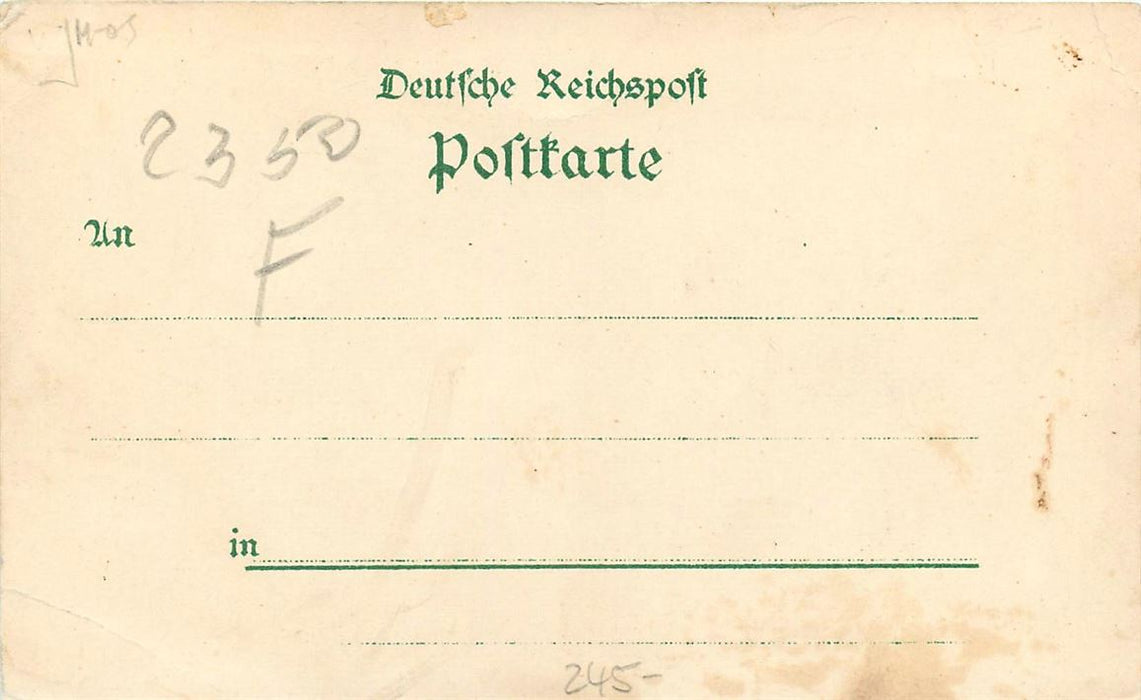 Deutſche Reichspoſt
2350
Poſtkarte
An
F
in
245-